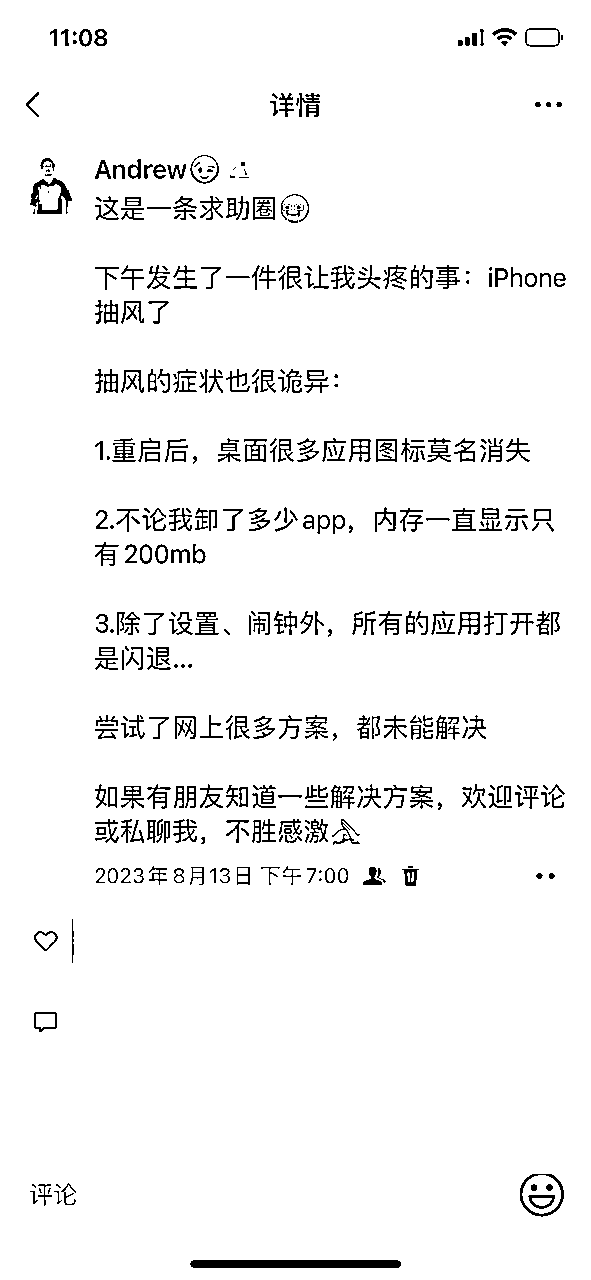 11:08
详情
Andrew
这是一条求助圈
下午发生了一件很让我头疼的事：iPhone
抽风了
抽风的症状也很诡异：
1.重启后，桌面很多应用图标莫名消失
2.不论我卸了多少app，内存一直显示只
有200mb
3.除了设置、闹钟外，所有的应用打开都
是闪退...
尝试了网上很多方案，都未能解决
如果有朋友知道一些解决方案，欢迎评论
或私聊我，不胜感激
2023年8月13日 下午7:00
评论